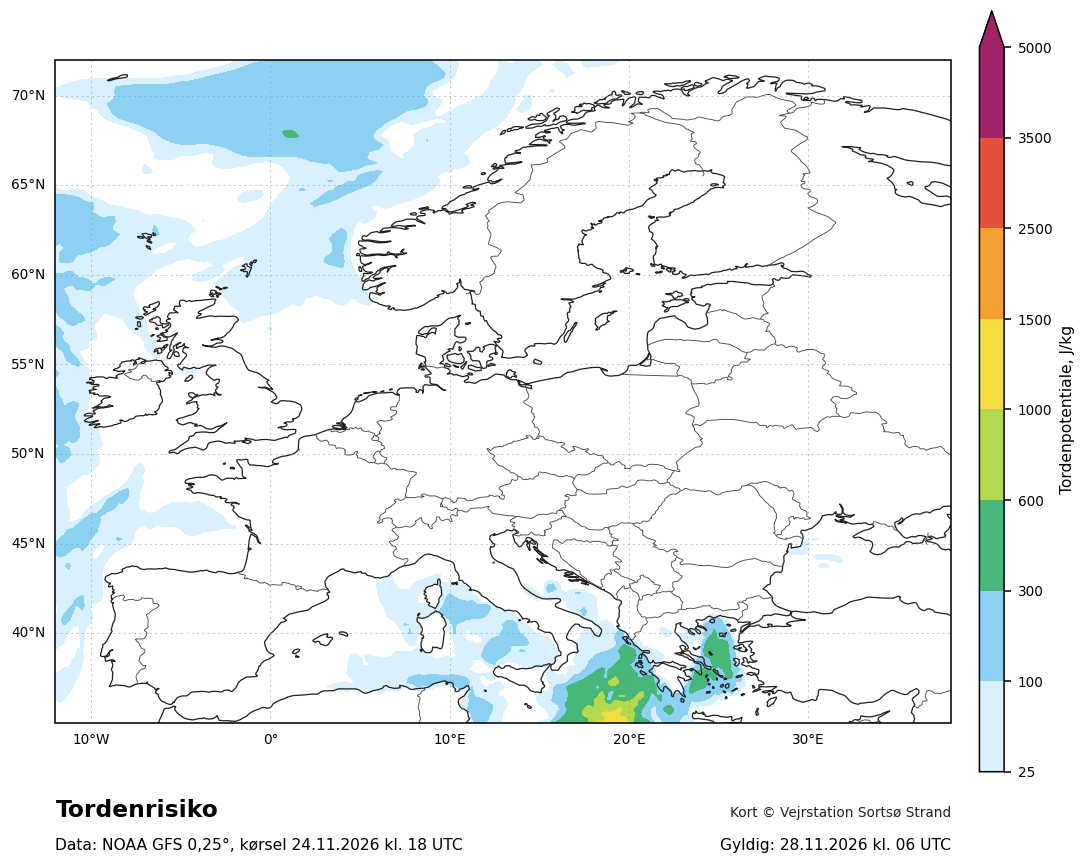 5000
3500
2500
1500
1000
600
300
100
25
Tordenpotentiale, J/kg
70°N
65°N
60°N
55°N
50°N
45°N
40°N
10°W
0°
10°E
20°E
30°E
Tordenrisiko
Kort © Vejrstation Sortsø Strand
Data: NOAA GFS 0,25°, kørsel 24.11.2026 kl. 18 UTC
Gyldig: 28.11.2026 kl. 06 UTC